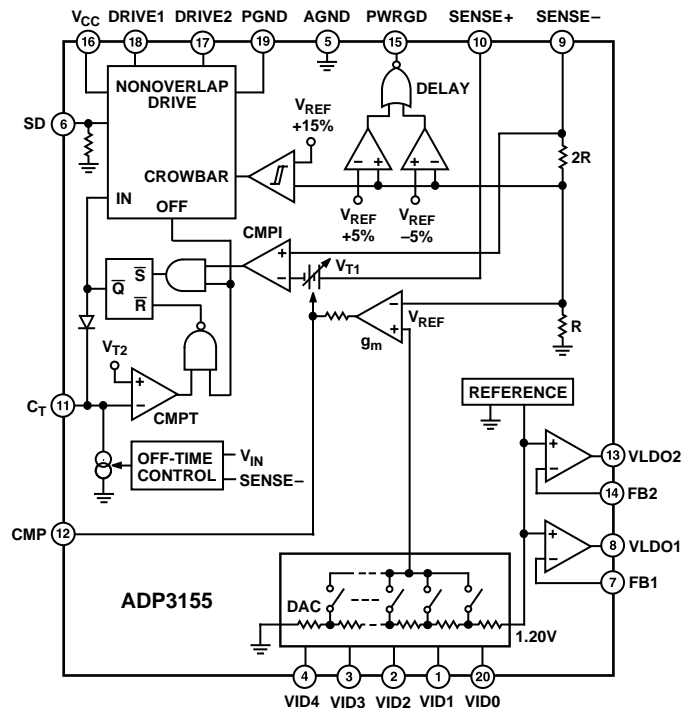 VCC DRIVE1 DRIVE2 PGND AGND PWRGD SENSE+ SENSE–
16 18 17 19 5 15 10 9
NONOVERLAP
DRIVE
DELAY
SD 6
VREF
+15%
2R
CROWBAR
IN
OFF
VREF
+5%
VREF
–5%
CMPI
VT1
S
Q
R
VREF
R
gm
VT2
CT 11
CMPT
REFERENCE
OFF-TIME
CONTROL
VIN
SENSE–
13 VLDO2
14 FB2
CMP 12
8 VLDO1
7 FB1
ADP3155
DAC
1.20V
4 3 2 1 20
VID4 VID3 VID2 VID1 VID0